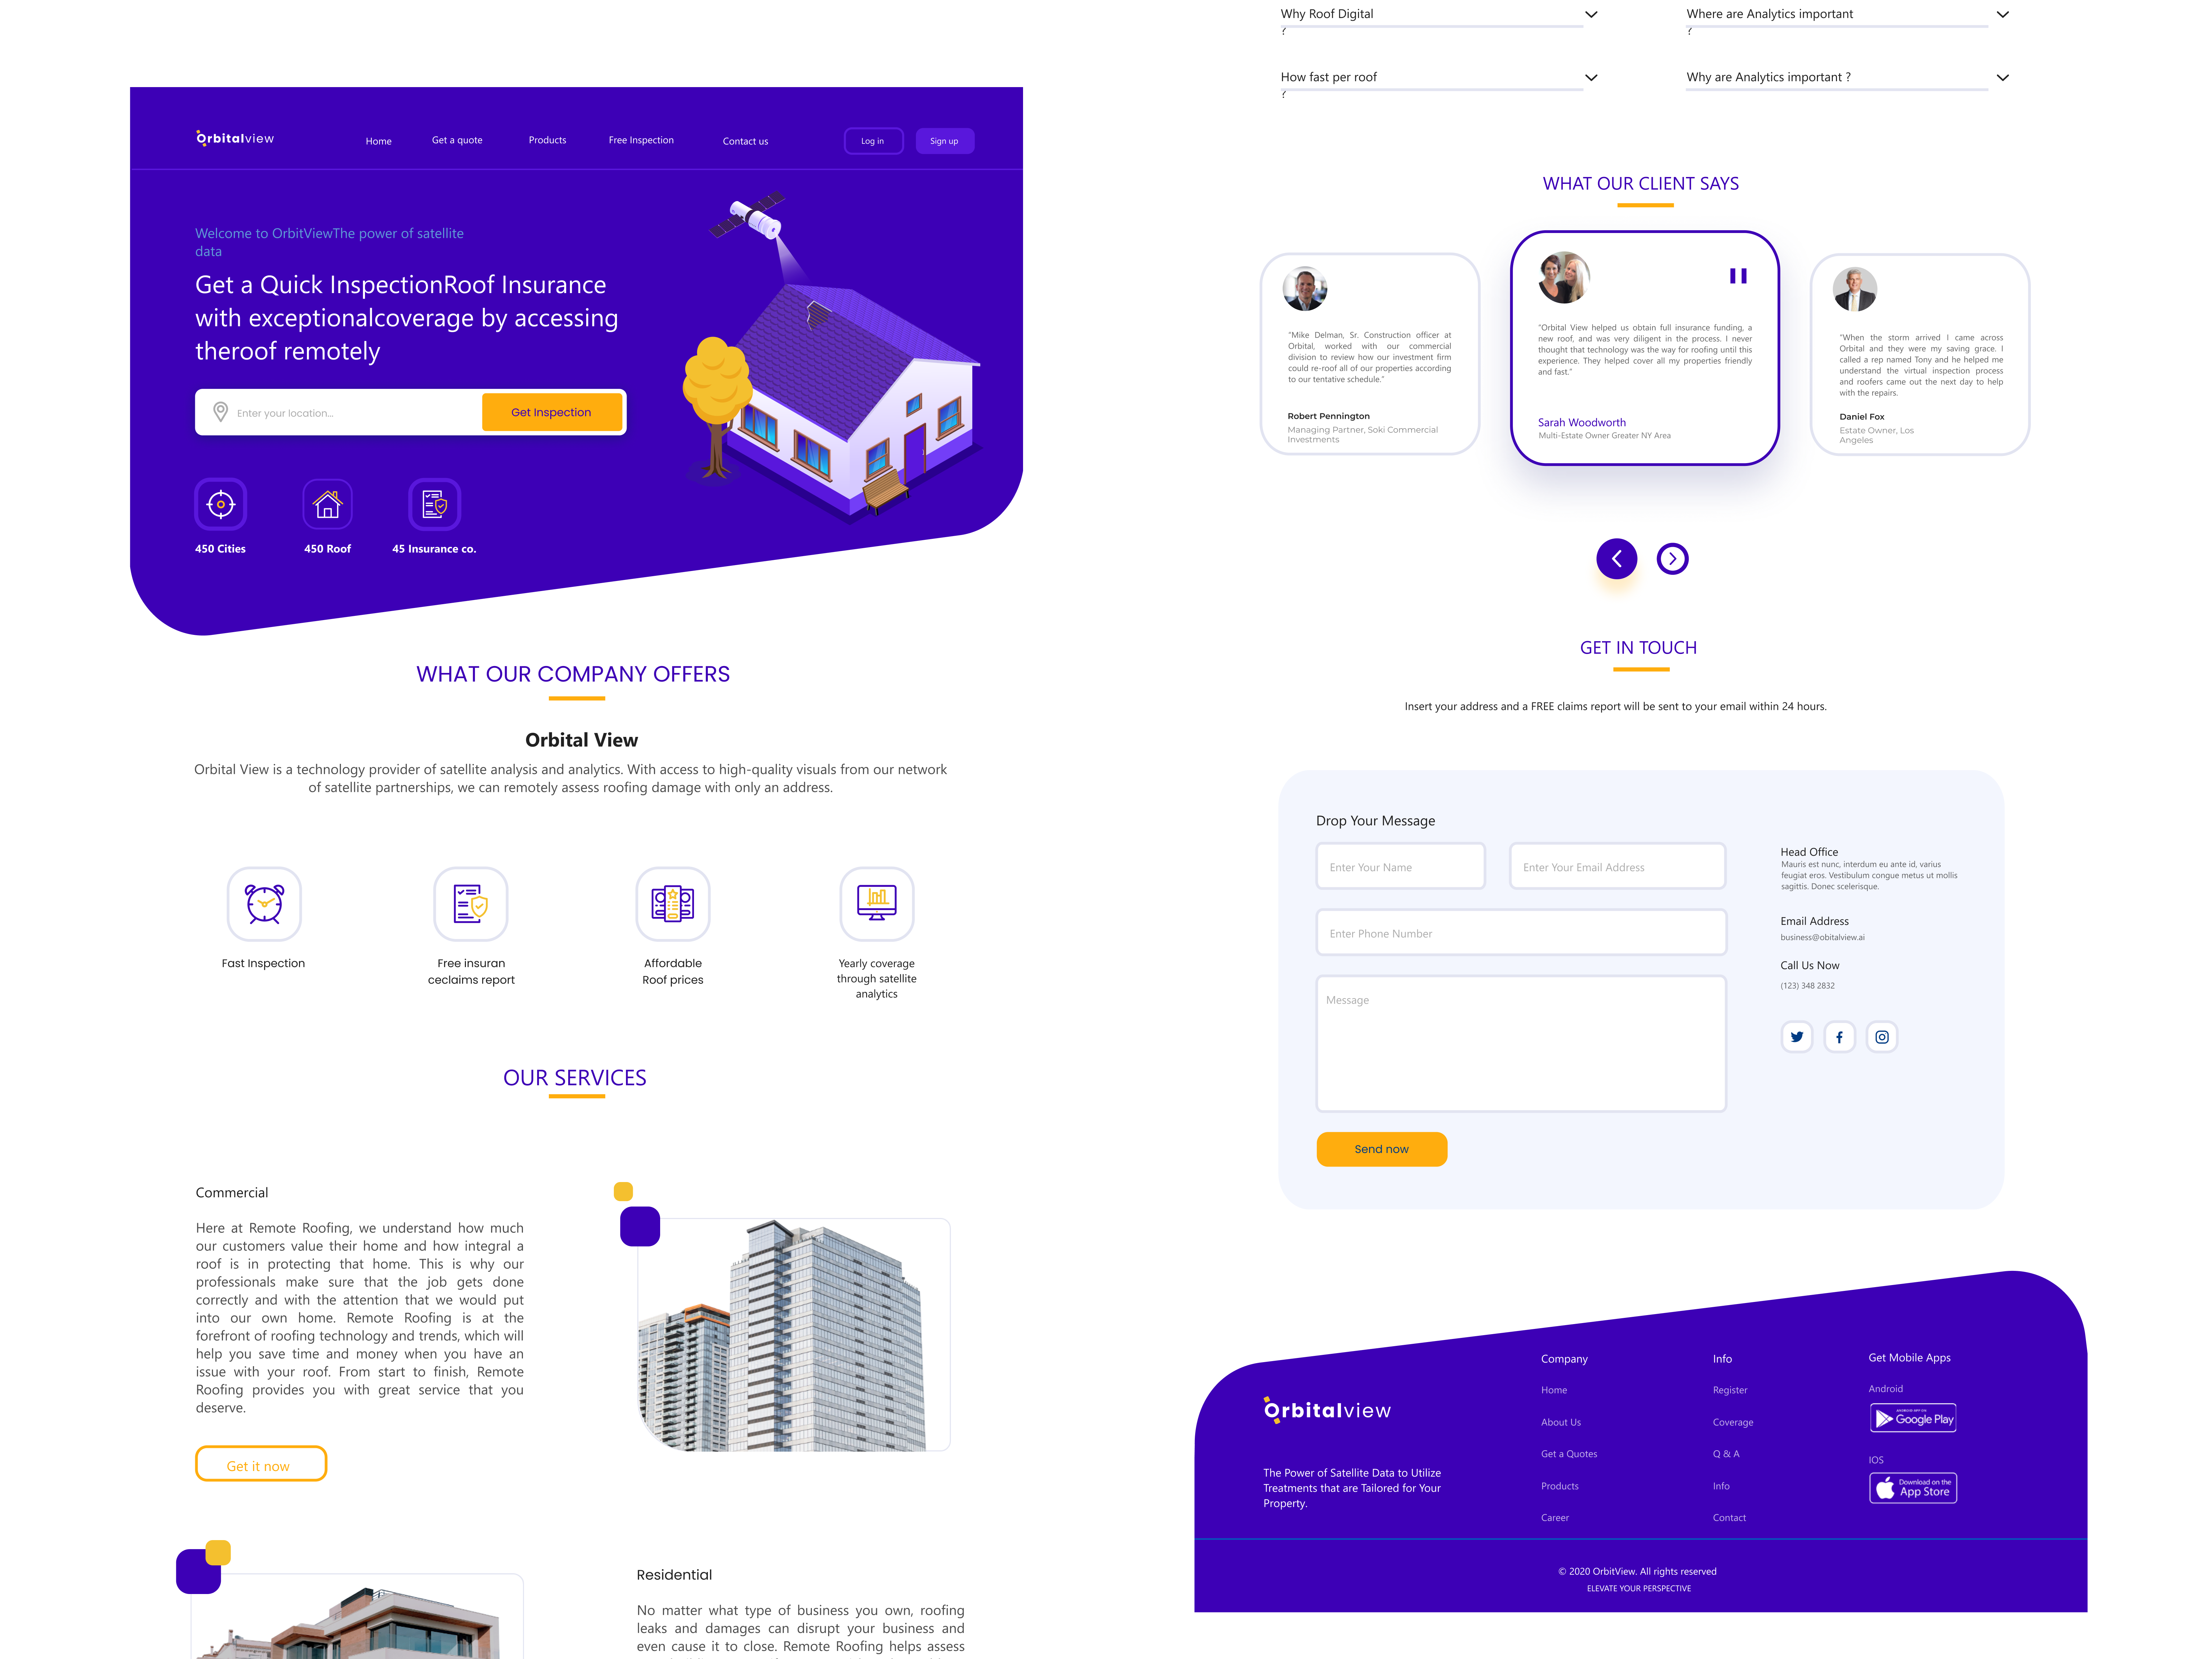 Orbitalview
Home
Get a quote
Products
Free Inspection
Contact us
Log in
Sign up
Welcome to OrbitViewThe power of satellite
data
Get a Quick InspectionRoof Insurance
with exceptionalcoverage by accessing
theroof remotely
Enter your location...
Get Inspection
450 Cities
450 Roof
45 Insurance co.
WHAT OUR COMPANY OFFERS
Orbital View
Orbital View is a technology provider of satellite analysis and analytics. With access to high-quality visuals from our network
of satellite partnerships, we can remotely assess roofing damage with only an address.
Fast Inspection
Free insuran
ceclaims report
Affordable
Roof prices
Yearly coverage
through satellite
analytics
OUR SERVICES
Commercial
Here at Remote Roofing, we understand how much
our customers value their home and how integral a
roof is in protecting that home. This is why our
professionals make sure that the job gets done
correctly and with the attention that we would put
into our own home. Remote Roofing is at the
forefront of roofing technology and trends, which will
help you save time and money when you have an
issue with your roof. From start to finish, Remote
Roofing provides you with great service that you
deserve.
Get it now
Residential
No matter what type of business you own, roofing
leaks and damages can disrupt your business and
even cause it to close. Remote Roofing helps assess
Why Roof Digital
?
Where are Analytics important
?
How fast per roof
?
Why are Analytics important ?
WHAT OUR CLIENT SAYS
"Mike Delman, Sr. Construction officer at
Orbital, worked with our commercial
division to review how our investment firm
could re-roof all of our properties according
to our tentative schedule."
Robert Pennington
Managing Partner, Soki Commercial
Investments
"Orbital View helped us obtain full insurance funding, a
new roof, and was very diligent in the process. I never
thought that technology was the way for roofing until this
experience. They helped cover all my properties friendly
and fast."
Sarah Woodworth
Multi-Estate Owner Greater NY Area
"When the storm arrived I came across
Orbital and they were my saving grace. I
called a rep named Tony and he helped me
understand the virtual inspection process
and roofers came out the next day to help
with the repairs.
Daniel Fox
Estate Owner, Los
Angeles
GET IN TOUCH
Insert your address and a FREE claims report will be sent to your email within 24 hours.
Drop Your Message
Enter Your Name
Enter Your Email Address
Enter Phone Number
Message
Send now
Head Office
Mauris est nunc, interdum eu ante id, varius
feugiat eros. Vestibulum congue metus ut mollis
sagittis. Donec scelerisque.
Email Address
business@obitalview.ai
Call Us Now
(123) 348 2832
Orbitalview
The Power of Satellite Data to Utilize
Treatments that are Tailored for Your
Property.
Company
Home
About Us
Get a Quotes
Products
Career
Info
Register
Coverage
Q & A
Info
Contact
Get Mobile Apps
Android
ANDROID APP ON
Google Play
IOS
Download on the
App Store
© 2020 OrbitView. All rights reserved
ELEVATE YOUR PERSPECTIVE